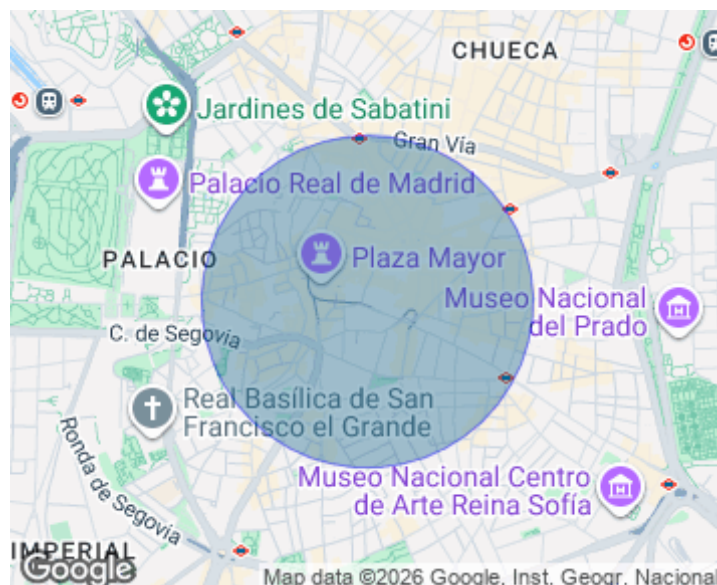 CHUECA
Jardines de Sabatini
Gran Vía
Palacio Real de Madrid
PALACIO
Plaza Mayor
Museo Nacional
del Prado
C. de Segovia
Real Basílica de San
Francisco el Grande
Ronda de Segovia
Museo Nacional Centro
de Arte Reina Sofía
IMPERIAL
Google
Map data ©2026 Google, Inst. Geogr. Nacional